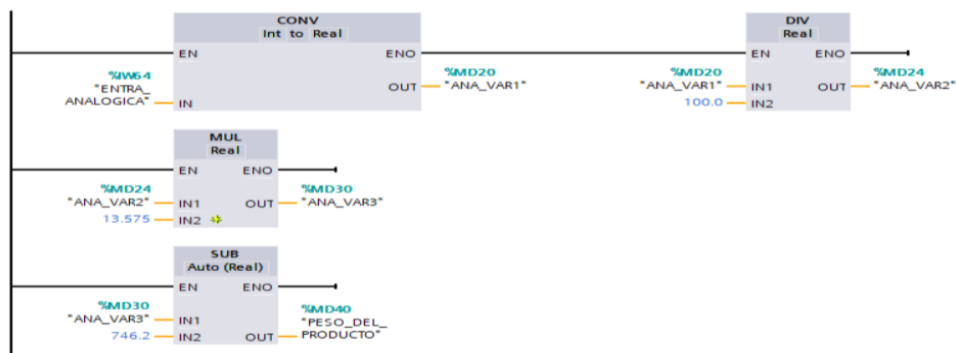 CONV
Int to Real
EN
ENO
%IW64
"ENTRA_
ANALOGICA"
IN
%MD20
OUT
"ANA_VAR1"
DIV
Real
EN
ENO
%MD20
"ANA_VAR1"
IN1
100.0
IN2
%MD24
OUT
"ANA_VAR2"
MUL
Real
EN
ENO
%MD24
"ANA_VAR2"
IN1
13.575
IN2
%MD30
OUT
"ANA_VAR3"
SUB
Auto (Real)
EN
ENO
%MD30
"ANA_VAR3"
IN1
746.2
IN2
%MD40
"PESO_DEL_
OUT
PRODUCTO"